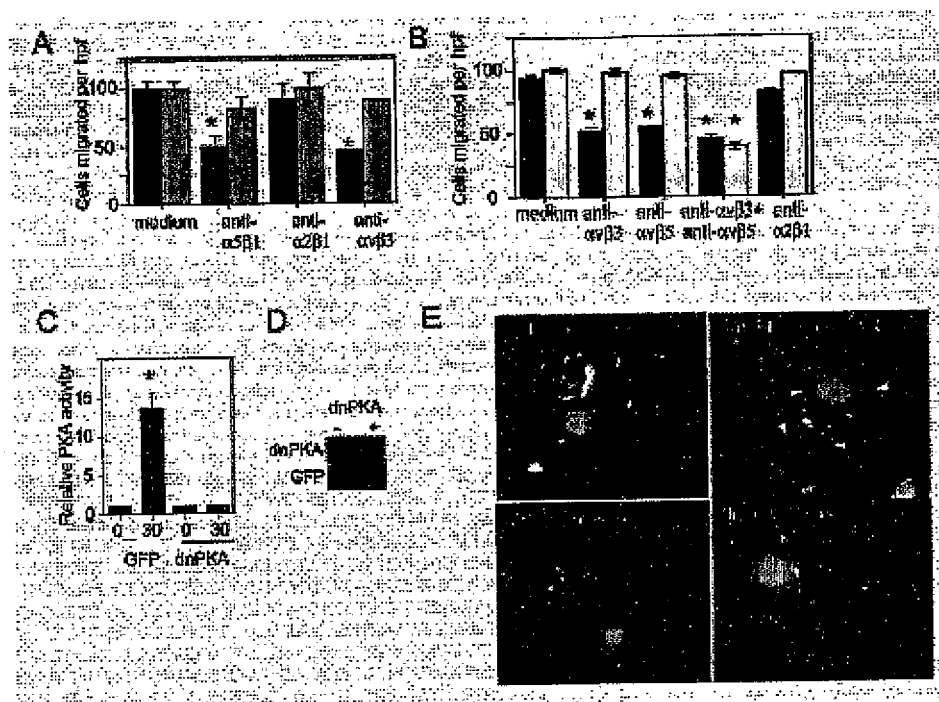 A
Cells migrated per hpf
100
50
0
medium anti- anti- anti-
α5β1 α2β1 αvβ3
B
Cells migrated per hpf
100
50
0
medium anti- anti- anti-αvβ3+ anti-
αvβ3 αvβ5 anti-αvβ5 α2β1
C
Relative PKA activity
15
10
5
0
0 30 0 30
GFP dnPKA
D
dnPKA
- +
dnPKA
GFP
E